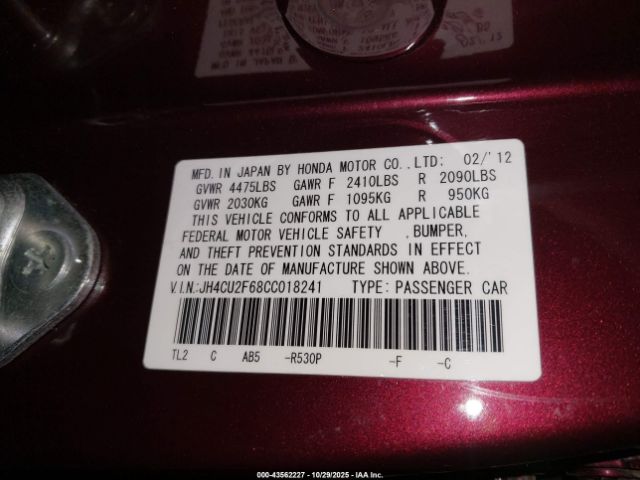 MFD. IN JAPAN BY HONDA MOTOR CO.,LTD: 02/'12
GVWR 4475LBS GAWR F 2410LBS R 2090LBS
GVWR 2030KG GAWR F 1095KG R 950KG
THIS VEHICLE CONFORMS TO ALL APPLICABLE
FEDERAL MOTOR VEHICLE SAFETY ,BUMPER,
AND THEFT PREVENTION STANDARDS IN EFFECT
ON THE DATE OF MANUFACTURE SHOWN ABOVE.
V.I.N:JH4CU2F68CC018241 TYPE: PASSENGER CAR
TL2 C AB5 -R530P -F -C
000-43562227 | 10/29/2025 | IAA Inc.